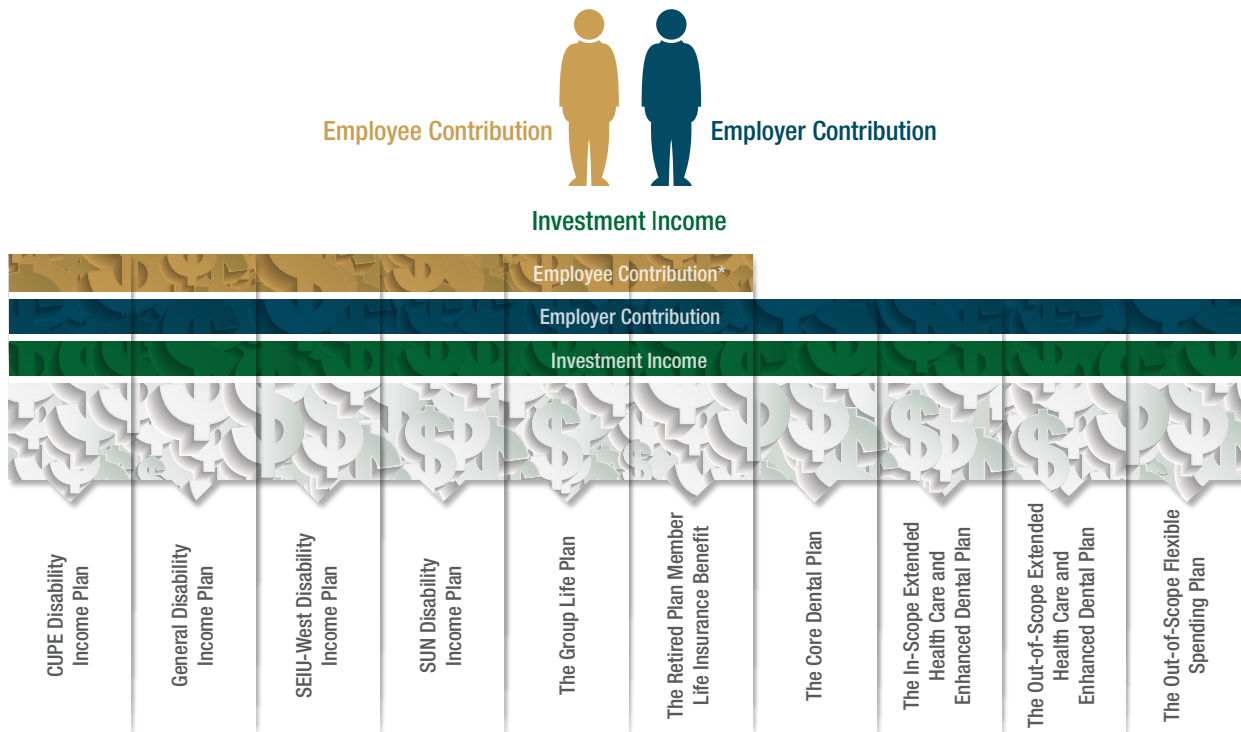 Employee Contribution
Employer Contribution
Investment Income
Employee Contribution*
Employer Contribution
Investment Income
CUPE Disability
Income Plan
General Disability
Income Plan
SEIU-West Disability
Income Plan
SUN Disability
Income Plan
The Group Life Plan
The Retired Plan Member
Life Insurance Benefit
The Core Dental Plan
The In-Scope Extended
Health Care and
Enhanced Dental Plan
The Out-of-Scope Extended
Health Care and
Enhanced Dental Plan
The Out-of-Scope Flexible
Spending Plan